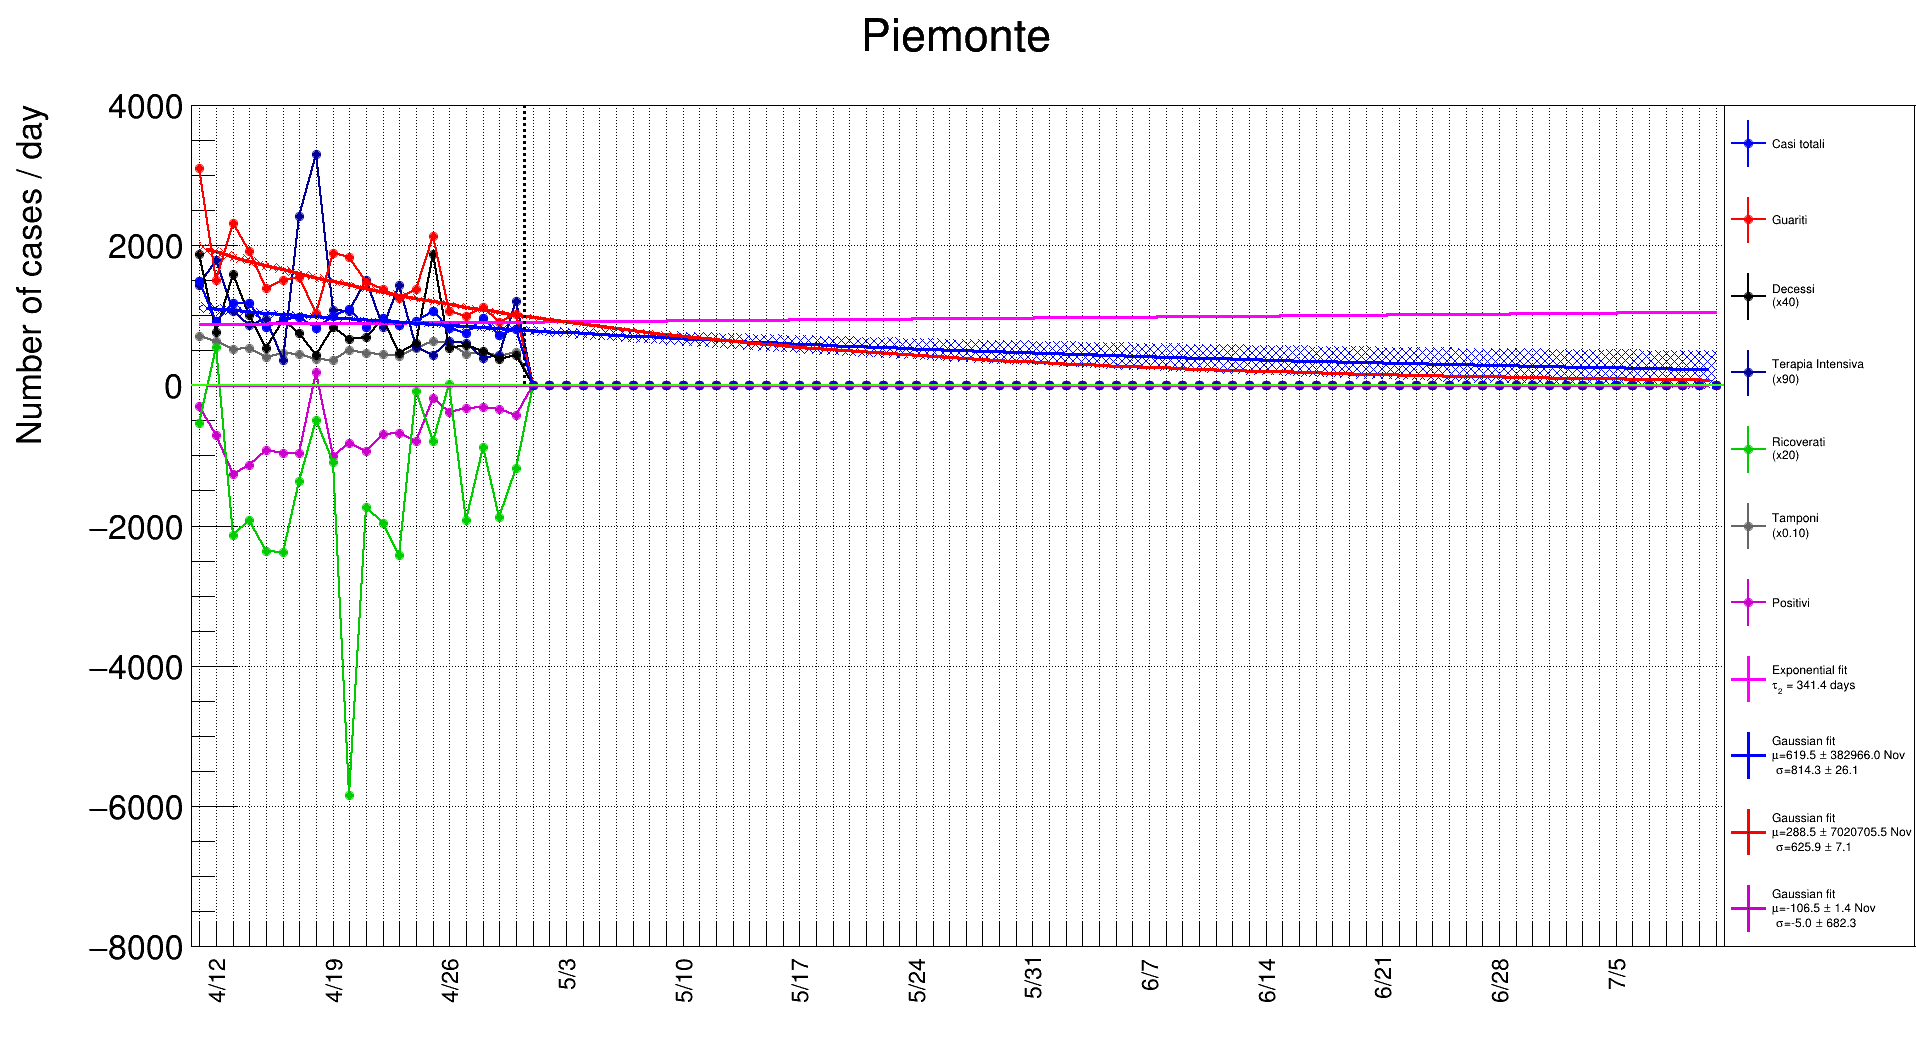 Piemonte
Number of cases / day
4000
2000
0
−2000
−4000
−6000
−8000
4/12
4/19
4/26
5/3
5/10
5/17
5/24
5/31
6/7
6/14
6/21
6/28
7/5
Casi totali
Guariti
Decessi
(x40)
Terapia Intensiva
(x90)
Ricoverati
(x20)
Tamponi
(x0.10)
Positivi
Exponential fit
τ2 = 341.4 days
Gaussian fit
μ=619.5 ± 382966.0 Nov
σ=814.3 ± 26.1
Gaussian fit
μ=288.5 ± 7020705.5 Nov
σ=625.9 ± 7.1
Gaussian fit
μ=-106.5 ± 1.4 Nov
σ=-5.0 ± 682.3